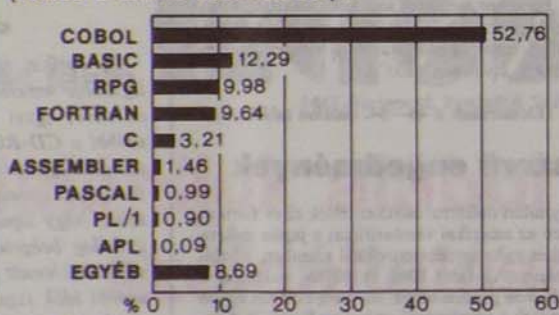 COBOL 52,76
BASIC 12,29
RPG 9,98
FORTRAN 9,64
C 3,21
ASSEMBLER 1,46
PASCAL 0,99
PL/1 0,90
APL 0,09
EGYÉB 8,69
% 0 10 20 30 40 50 60